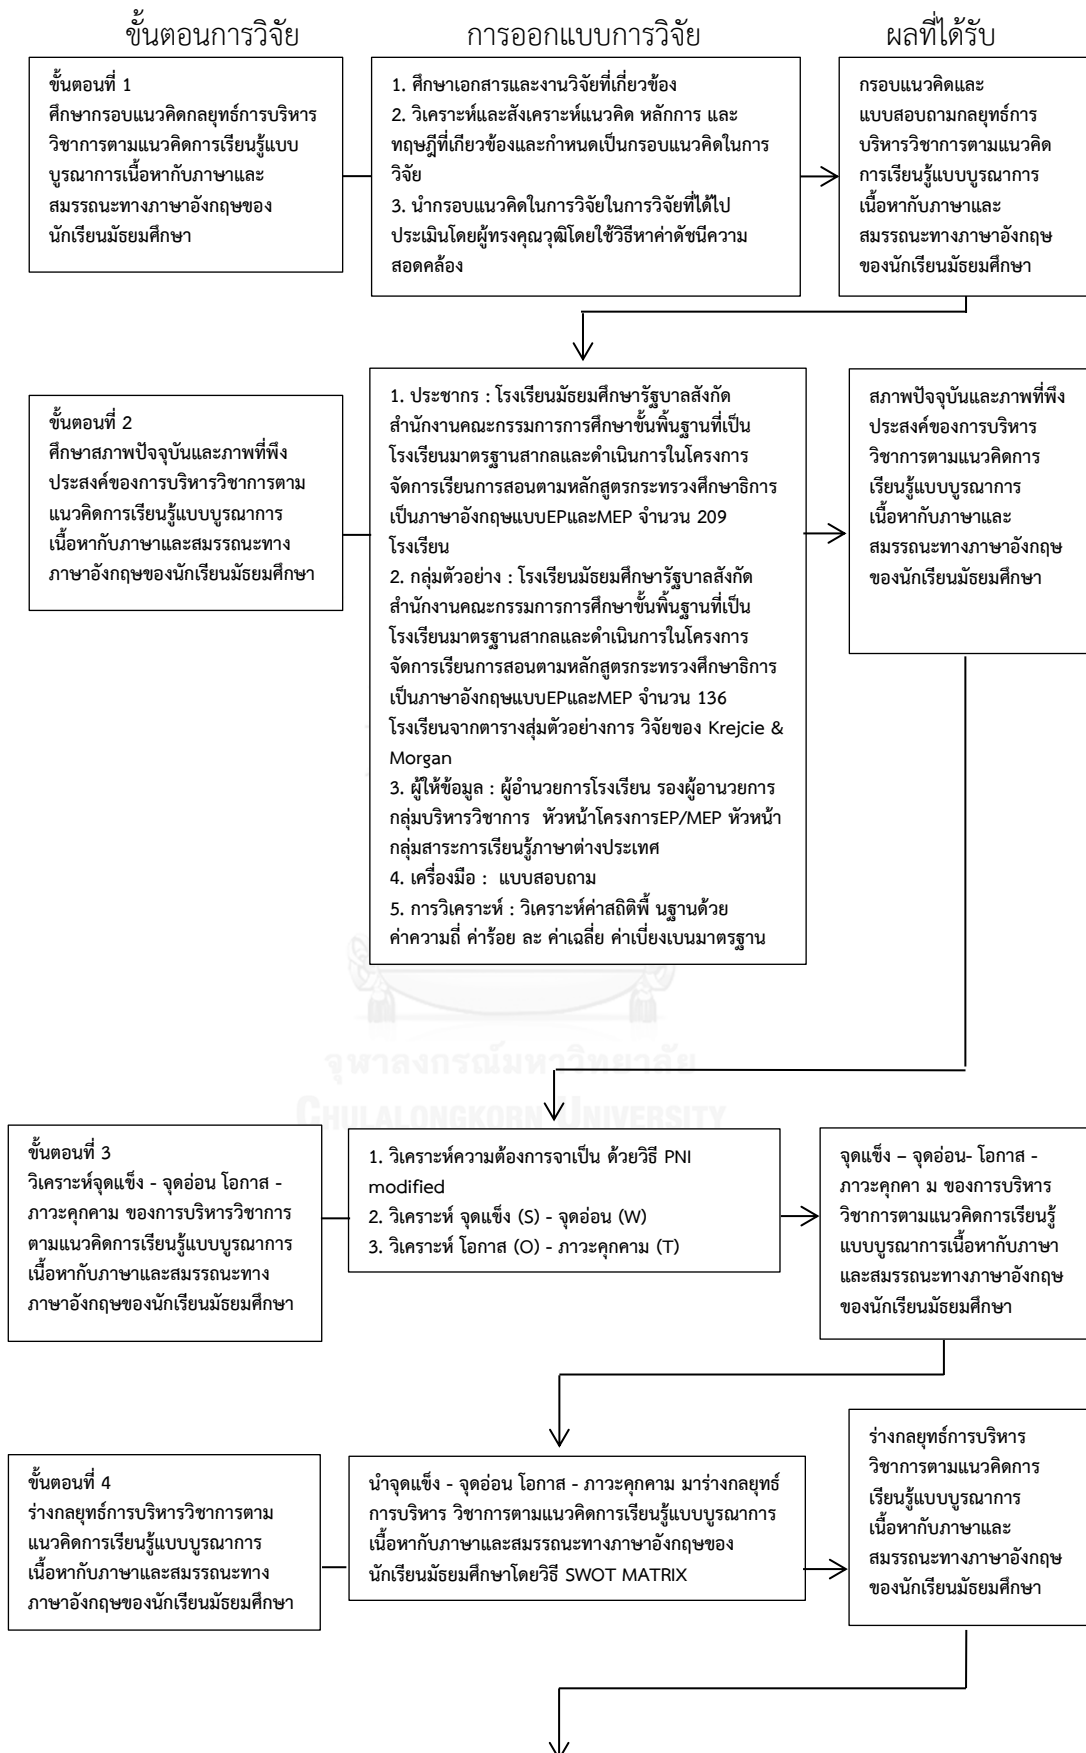 ขั้นตอนการวิจัย
การออกแบบการวิจัย
ผลที่ได้รับ
ขั้นตอนที่ 1
ศึกษากรอบแนวคิดกลยุทธ์การบริหาร
วิชาการตามแนวคิดการเรียนรู้แบบ
บูรณาการเนื้อหากับภาษาและ
สมรรถนะทางภาษาอังกฤษของ
นักเรียนมัธยมศึกษา
1. ศึกษาเอกสารและงานวิจัยที่เกี่ยวข้อง
2. วิเคราะห์และสังเคราะห์แนวคิด หลักการ และ
ทฤษฎีที่เกี่ยวข้องและกำหนดเป็นกรอบแนวคิดในการ
วิจัย
3. นำกรอบแนวคิดในการวิจัยในการวิจัยที่ได้ไป
ประเมินโดยผู้ทรงคุณวุฒิโดยใช้วิธีหาค่าดัชนีความ
สอดคล้อง
กรอบแนวคิดและ
แบบสอบถามกลยุทธ์การ
บริหารวิชาการตามแนวคิด
การเรียนรู้แบบบูรณาการ
เนื้อหากับภาษาและ
สมรรถนะทางภาษาอังกฤษ
ของนักเรียนมัธยมศึกษา
ขั้นตอนที่ 2
ศึกษาสภาพปัจจุบันและภาพที่พึง
ประสงค์ของการบริหารวิชาการตาม
แนวคิดการเรียนรู้แบบบูรณาการ
เนื้อหากับภาษาและสมรรถนะทาง
ภาษาอังกฤษของนักเรียนมัธยมศึกษา
1. ประชากร : โรงเรียนมัธยมศึกษารัฐบาลสังกัด
สำนักงานคณะกรรมการการศึกษาขั้นพื้นฐานที่เป็น
โรงเรียนมาตรฐานสากลและดำเนินการในโครงการ
จัดการเรียนการสอนตามหลักสูตรกระทรวงศึกษาธิการ
เป็นภาษาอังกฤษแบบEPและMEP จำนวน 209
โรงเรียน
2. กลุ่มตัวอย่าง : โรงเรียนมัธยมศึกษารัฐบาลสังกัด
สำนักงานคณะกรรมการการศึกษาขั้นพื้นฐานที่เป็น
โรงเรียนมาตรฐานสากลและดำเนินการในโครงการ
จัดการเรียนการสอนตามหลักสูตรกระทรวงศึกษาธิการ
เป็นภาษาอังกฤษแบบEPและMEP จำนวน 136
โรงเรียนจากตารางสุ่มตัวอย่างการ วิจัยของ Krejcie &
Morgan
3. ผู้ให้ข้อมูล : ผู้อำนวยการโรงเรียน รองผู้อานวยการ
กลุ่มบริหารวิชาการ หัวหน้าโครงการEP/MEP หัวหน้า
กลุ่มสาระการเรียนรู้ภาษาต่างประเทศ
4. เครื่องมือ : แบบสอบถาม
5. การวิเคราะห์ : วิเคราะห์ค่าสถิติพื้ นฐานด้วย
ค่าความถี่ ค่าร้อย ละ ค่าเฉลี่ย ค่าเบี่ยงเบนมาตรฐาน
สภาพปัจจุบันและภาพที่พึง
ประสงค์ของการบริหาร
วิชาการตามแนวคิดการ
เรียนรู้แบบบูรณาการ
เนื้อหากับภาษาและ
สมรรถนะทางภาษาอังกฤษ
ของนักเรียนมัธยมศึกษา
จุฬาลงกรณ์มหาวิทยาลัย
CHULALONGKORN UNIVERSITY
ขั้นตอนที่ 3
วิเคราะห์จุดแข็ง - จุดอ่อน โอกาส -
ภาวะคุกคาม ของการบริหารวิชาการ
ตามแนวคิดการเรียนรู้แบบบูรณาการ
เนื้อหากับภาษาและสมรรถนะทาง
ภาษาอังกฤษของนักเรียนมัธยมศึกษา
1. วิเคราะห์ความต้องการจาเป็น ด้วยวิธี PNI
modified
2. วิเคราะห์ จุดแข็ง (S) - จุดอ่อน (W)
3. วิเคราะห์ โอกาส (O) - ภาวะคุกคาม (T)
จุดแข็ง – จุดอ่อน- โอกาส -
ภาวะคุกคา ม ของการบริหาร
วิชาการตามแนวคิดการเรียนรู้
แบบบูรณาการเนื้อหากับภาษา
และสมรรถนะทางภาษาอังกฤษ
ของนักเรียนมัธยมศึกษา
ขั้นตอนที่ 4
ร่างกลยุทธ์การบริหารวิชาการตาม
แนวคิดการเรียนรู้แบบบูรณาการ
เนื้อหากับภาษาและสมรรถนะทาง
ภาษาอังกฤษของนักเรียนมัธยมศึกษา
นำจุดแข็ง - จุดอ่อน โอกาส - ภาวะคุกคาม มาร่างกลยุทธ์
การบริหาร วิชาการตามแนวคิดการเรียนรู้แบบบูรณาการ
เนื้อหากับภาษาและสมรรถนะทางภาษาอังกฤษของ
นักเรียนมัธยมศึกษาโดยวิธี SWOT MATRIX
ร่างกลยุทธ์การบริหาร
วิชาการตามแนวคิดการ
เรียนรู้แบบบูรณาการ
เนื้อหากับภาษาและ
สมรรถนะทางภาษาอังกฤษ
ของนักเรียนมัธยมศึกษา